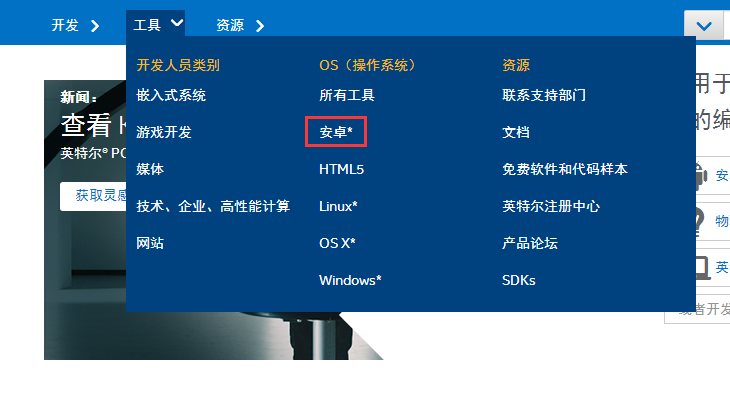 开发
工具
资源
开发人员类别
嵌入式系统
游戏开发
媒体
技术、企业、高性能计算
网站
OS（操作系统）
所有工具
安卓*
HTML5
Linux*
OS X*
Windows*
资源
联系支持部门
文档
免费软件和代码样本
英特尔注册中心
产品论坛
SDKs
新闻：
查看
英特尔® PC
获取灵感
用于
的编
安
物
英
或者开发